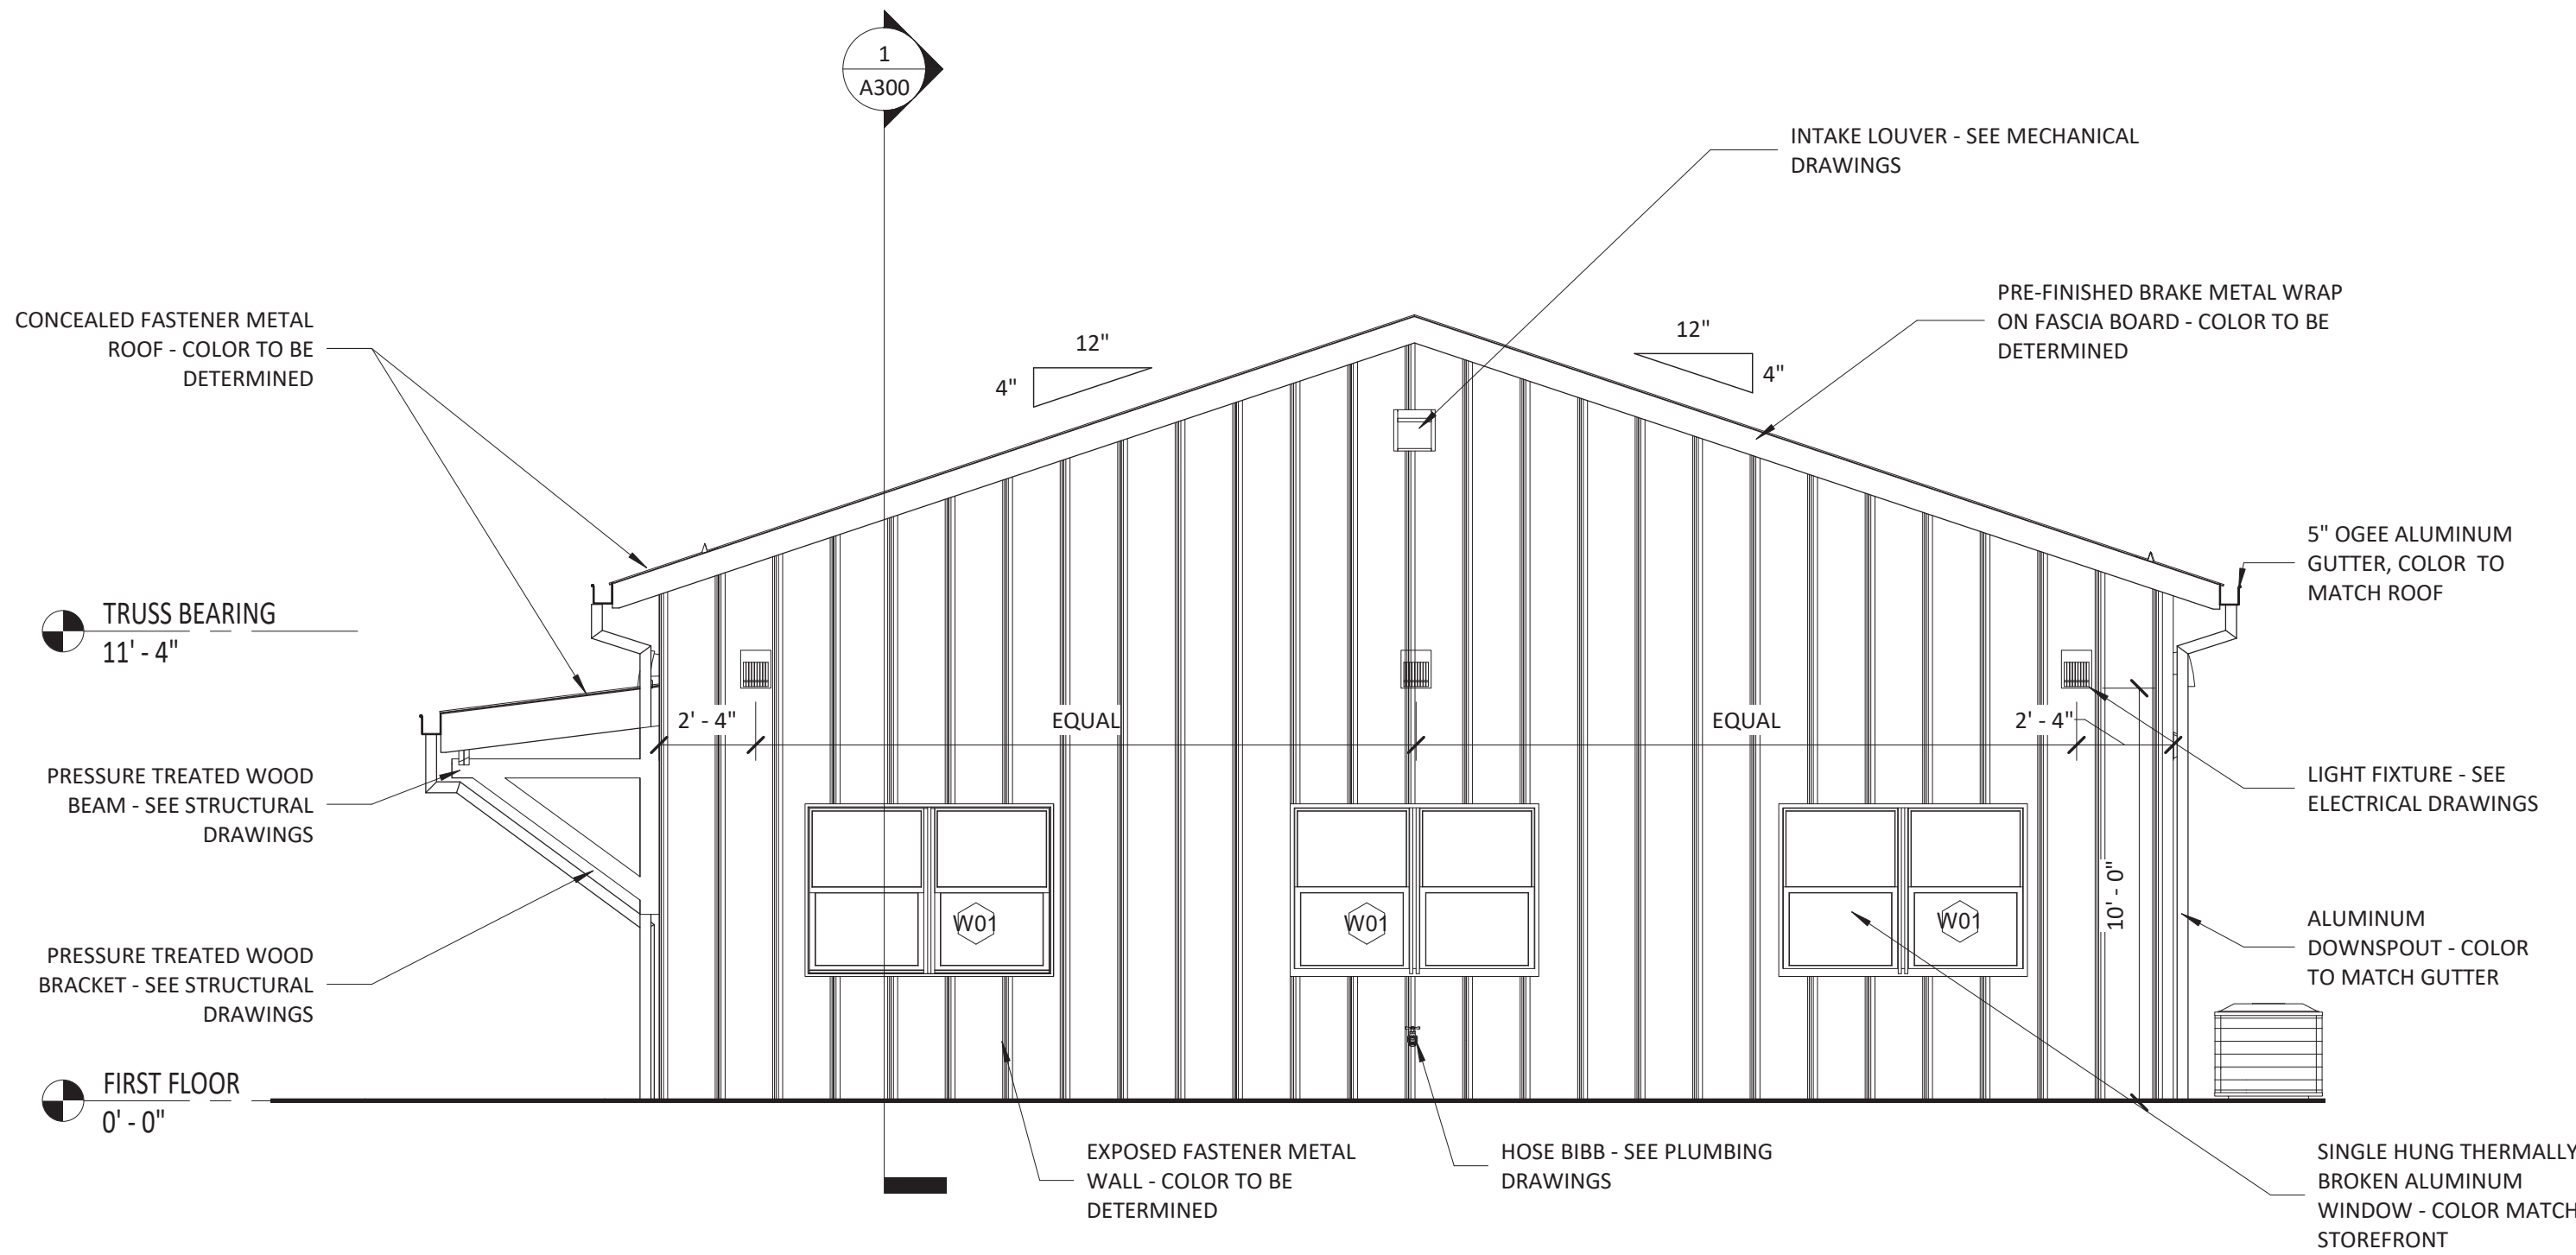 1
A300
INTAKE LOUVER - SEE MECHANICAL
DRAWINGS
PRE-FINISHED BRAKE METAL WRAP
ON FASCIA BOARD - COLOR TO BE
DETERMINED
CONCEALED FASTENER METAL
ROOF - COLOR TO BE
DETERMINED
12"
4"
12"
4"
5" OGEE ALUMINUM
GUTTER, COLOR TO
MATCH ROOF
TRUSS BEARING
11' - 4"
2' - 4"
EQUAL
EQUAL
2' - 4"
PRESSURE TREATED WOOD
BEAM - SEE STRUCTURAL
DRAWINGS
LIGHT FIXTURE - SEE
ELECTRICAL DRAWINGS
W01
W01
W01
10' - 0"
PRESSURE TREATED WOOD
BRACKET - SEE STRUCTURAL
DRAWINGS
ALUMINUM
DOWNSPOUT - COLOR
TO MATCH GUTTER
FIRST FLOOR
0' - 0"
EXPOSED FASTENER METAL
WALL - COLOR TO BE
DETERMINED
HOSE BIBB - SEE PLUMBING
DRAWINGS
SINGLE HUNG THERMALLY
BROKEN ALUMINUM
WINDOW - COLOR MATCH
STOREFRONT